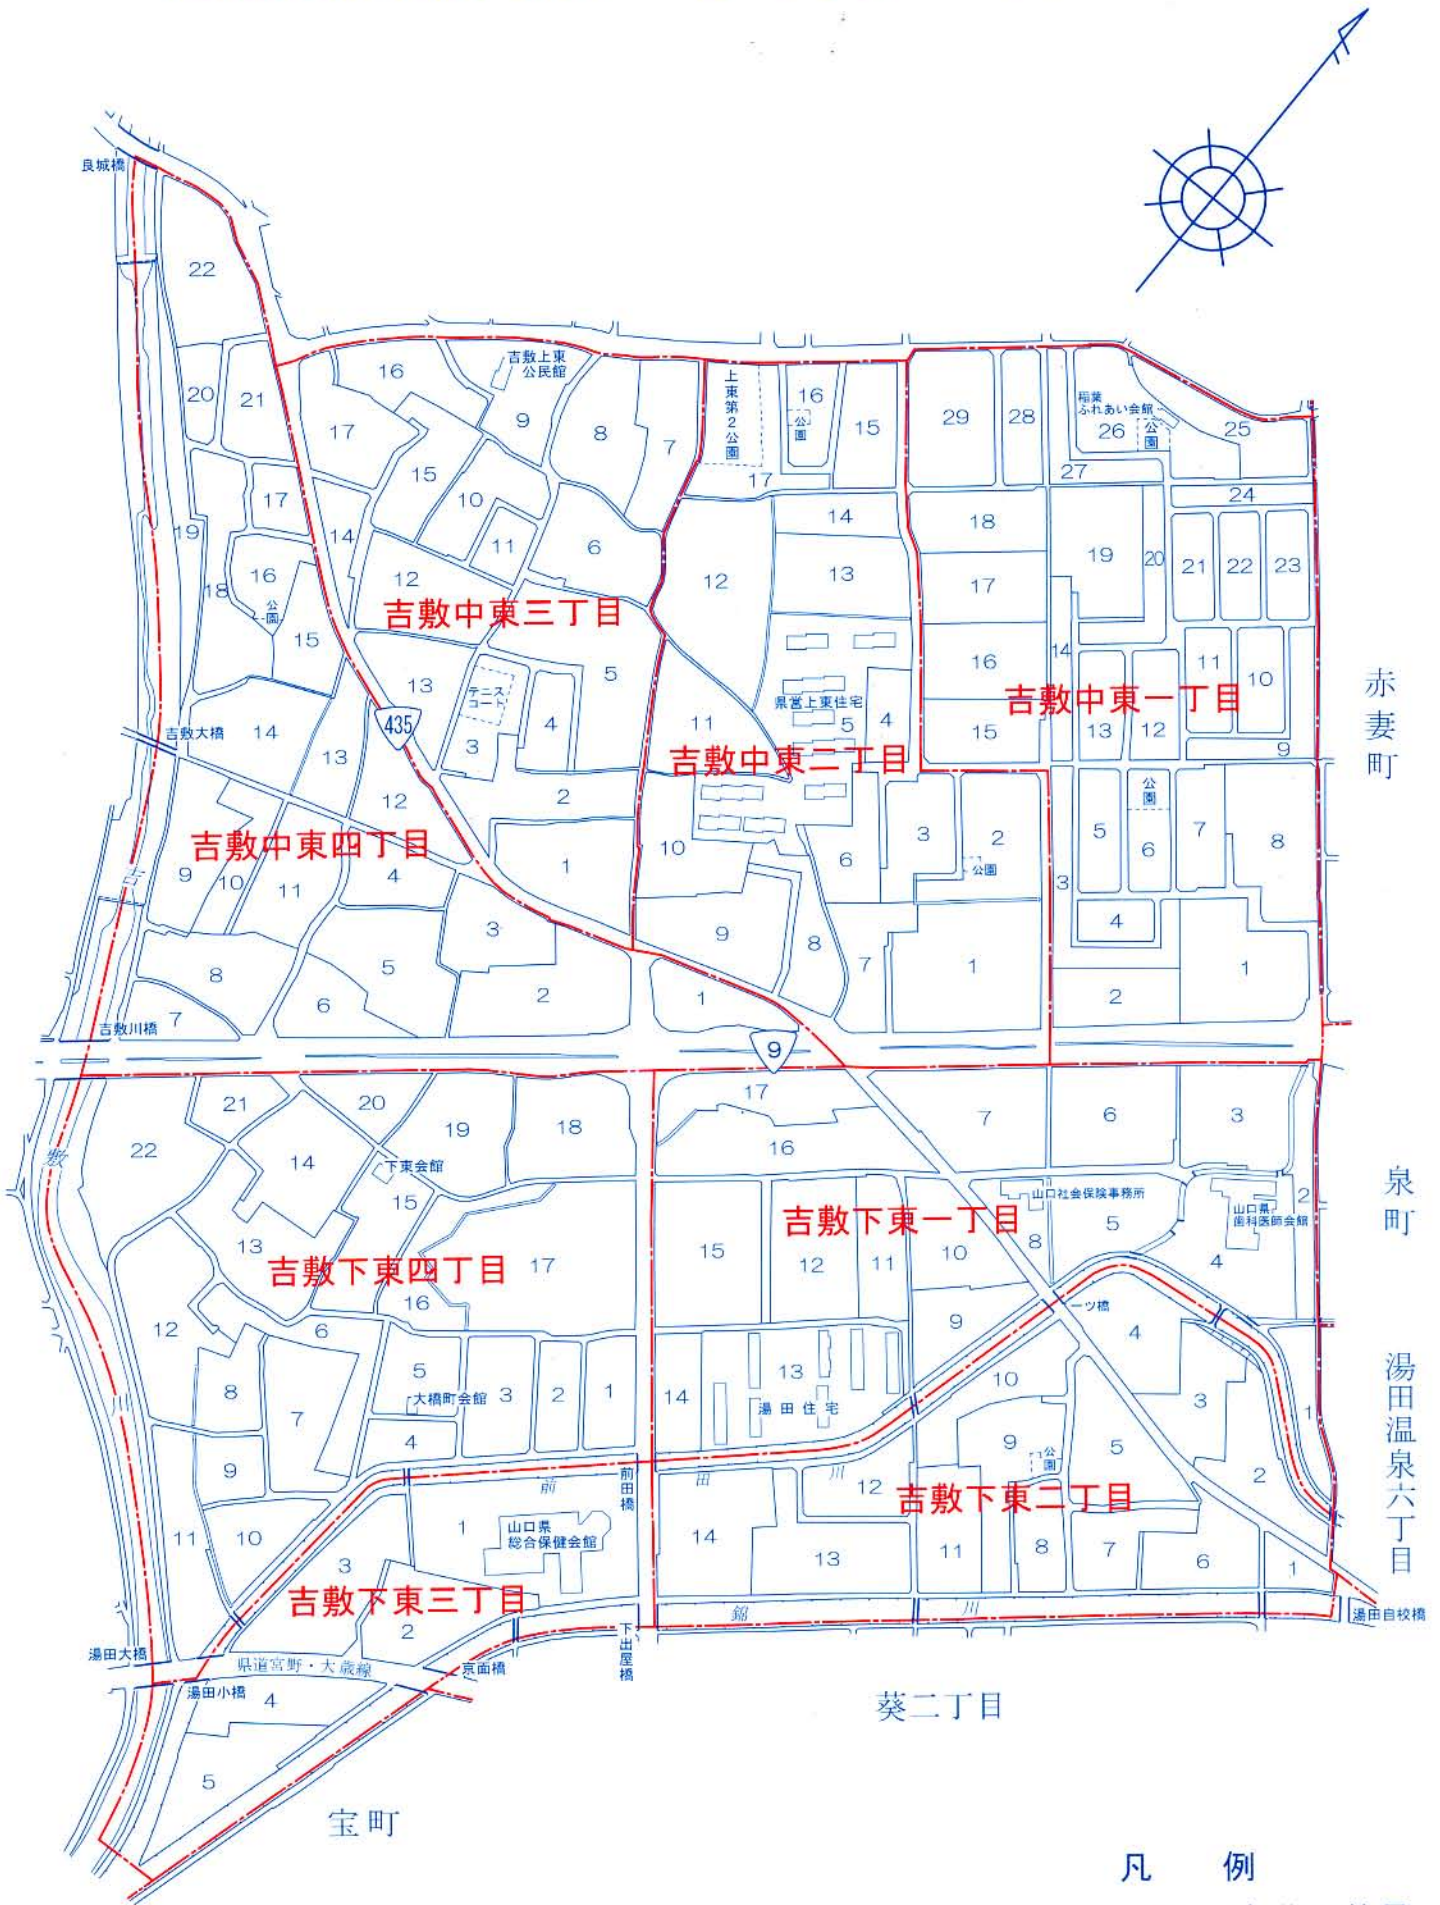 良城橋
22
吉敷上東
公民館
16
9
8
7
上東第2公園
16
公園
15
29
28
稲葉
ふれあい会館
26
公園
25
20
21
17
15
10
17
27
24
19
17
14
11
6
14
18
18
16
公園
15
12
12
13
17
19
20
21
22
23
吉敷中東三丁目
13
テニス
コート
3
4
5
11
県営上東住宅
5
4
16
15
14
11
10
吉敷中東一丁目
13
12
9
赤妻町
吉敷大橋
14
13
435
12
2
吉敷中東二丁目
吉敷中東四丁目
9
10
11
4
1
10
6
3
2
公園
3
5
公園
6
7
8
吉
3
9
8
7
1
4
1
2
8
5
6
2
1
7
吉敷川橋
9
22
21
20
19
18
17
16
7
6
3
敷
14
下東会館
15
13
吉敷下東四丁目
17
16
15
吉敷下東一丁目
12
11
10
山口社会保険事務所
8
5
山口県
歯科医師会館
2
4
泉町
12
6
5
大橋町会館
3
2
1
14
13
湯田住宅
9
一ツ橋
4
10
3
1
湯田温泉六丁目
8
7
4
9
川
前田橋
前
田
川
12
9
公園
5
2
吉敷下東二丁目
11
10
3
1
山口県
総合保健会館
14
13
11
8
7
6
1
吉敷下東三丁目
2
錦
川
湯田自校橋
湯田大橋
県道宮野・大歳線
京面橋
下出屋橋
湯田小橋
4
5
葵二丁目
宝町
凡例